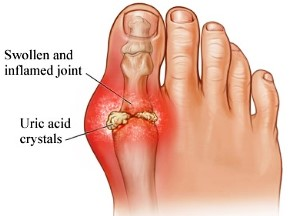 Swollen and
inflamed joint
Uric acid
crystals